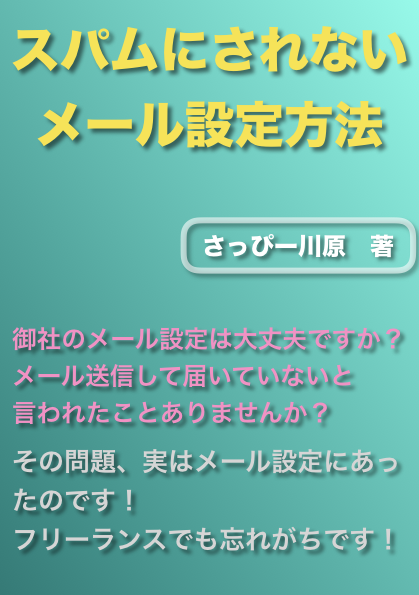 スパムにされない
メール設定方法
さっぴー川原　著
御社のメール設定は大丈夫ですか？
メール送信して届いていないと
言われたことありませんか？
その問題、実はメール設定にあっ
たのです！
フリーランスでも忘れがちです！